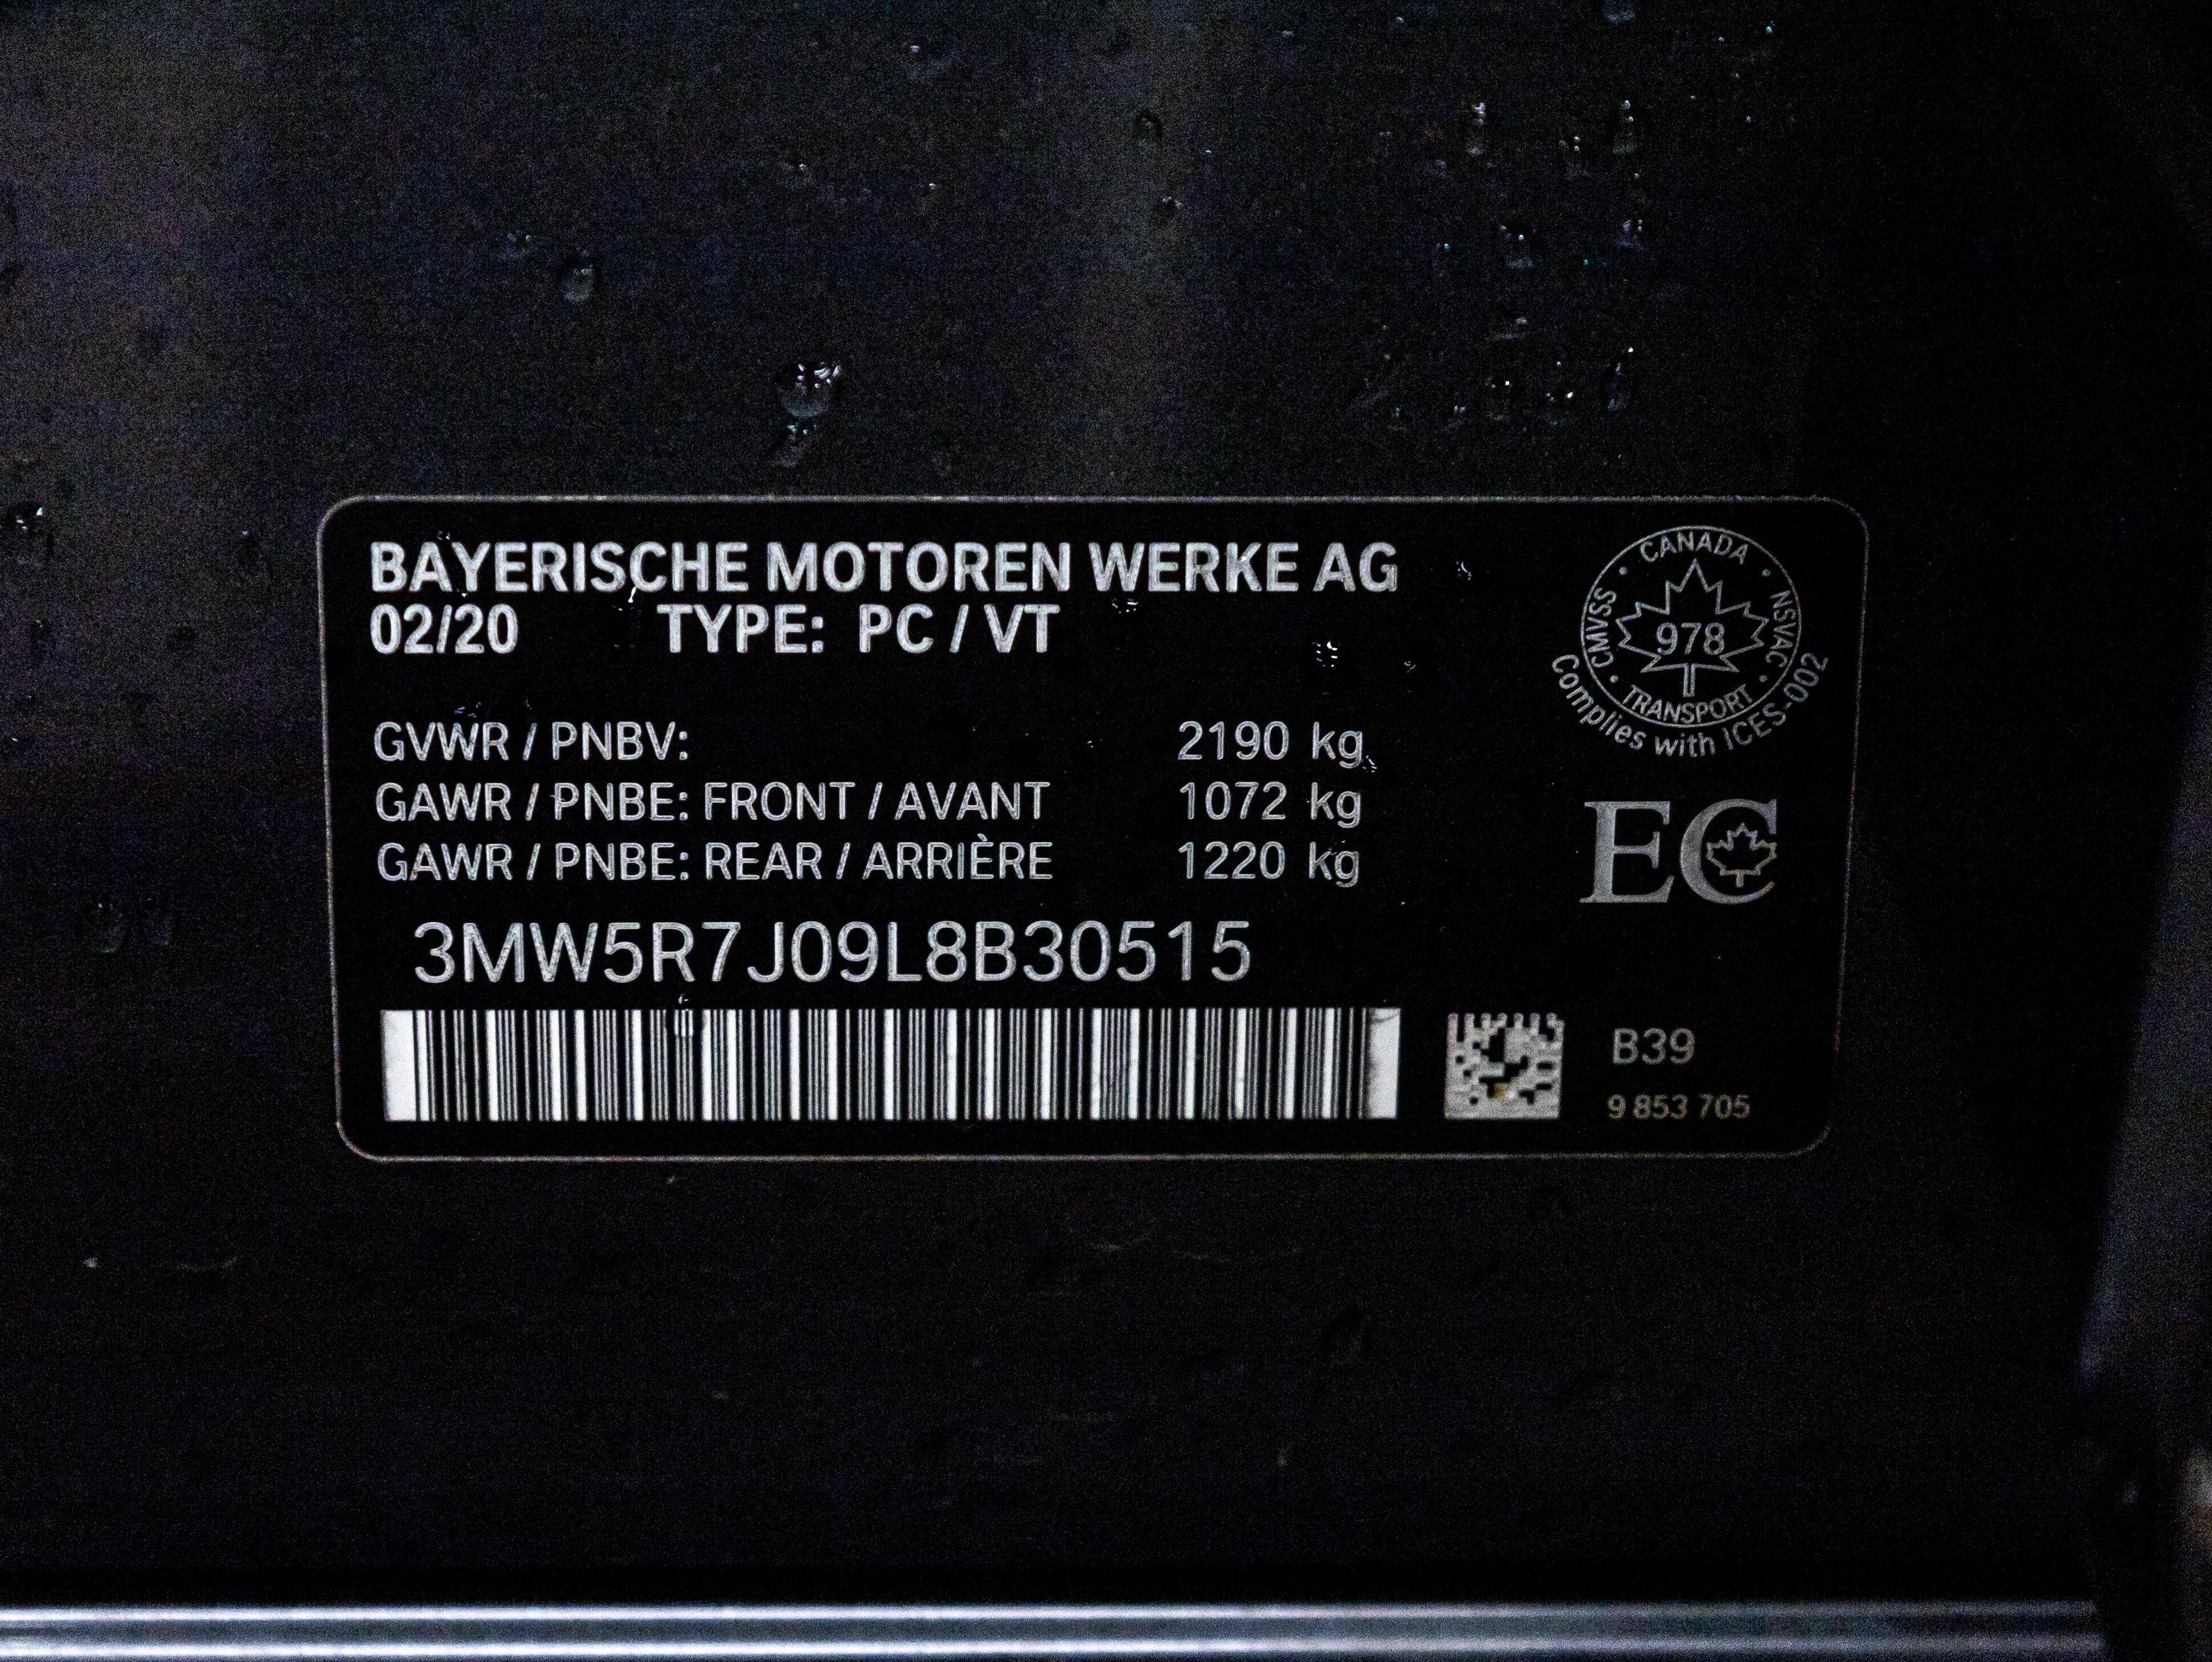 BAYERISCHE MOTOREN WERKE AG
02/20 TYPE: PC / VT
GVWR / PNBV: 2190 kg
GAWR / PNBE: FRONT / AVANT 1072 kg
GAWR / PNBE: REAR / ARRIÈRE 1220 kg
3MW5R7J09L8B30515
CANADA
CMVSS
NSVAC
978
TRANSPORT
Complies with ICES-002
EC
B39
9 853 705